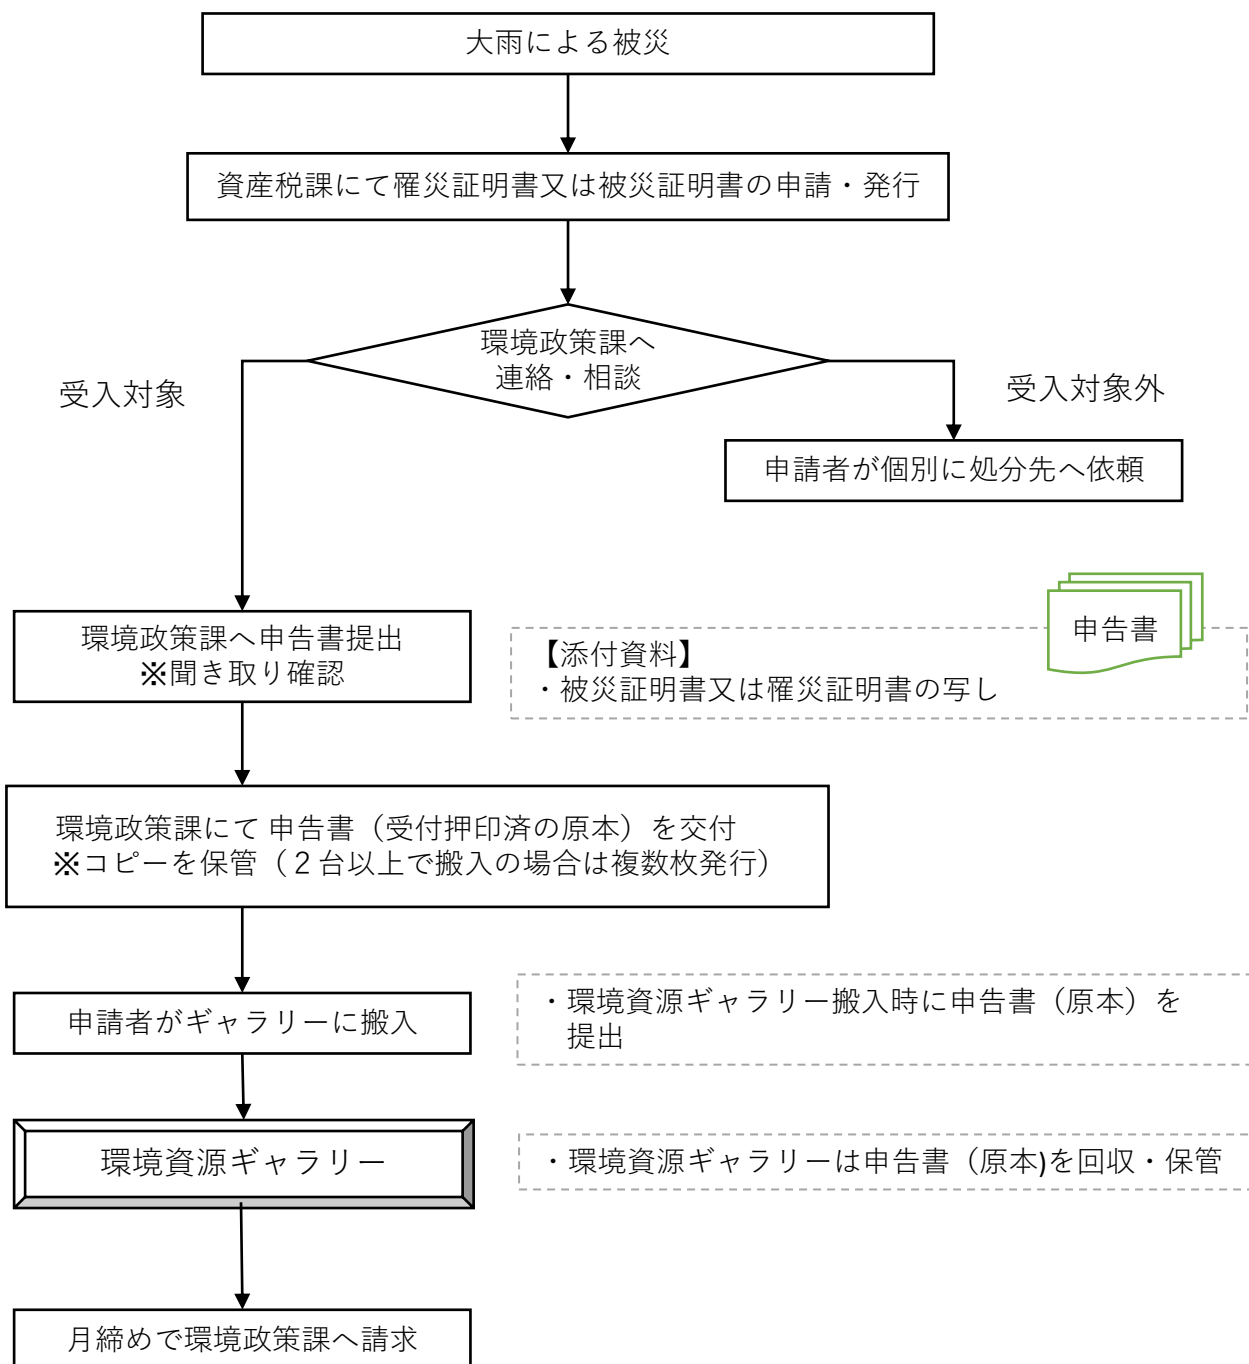 大雨による被災
資産税課にて罹災証明書又は被災証明書の申請・発行
環境政策課へ
連絡・相談
受入対象
受入対象外
申請者が個別に処分先へ依頼
申告書
環境政策課へ申告書提出
※聞き取り確認
【添付資料】
・被災証明書又は罹災証明書の写し
環境政策課にて 申告書（受付押印済の原本）を交付
※コピーを保管（２台以上で搬入の場合は複数枚発行）
申請者がギャラリーに搬入
・環境資源ギャラリー搬入時に申告書（原本）を
提出
環境資源ギャラリー
・環境資源ギャラリーは申告書（原本)を回収・保管
月締めで環境政策課へ請求